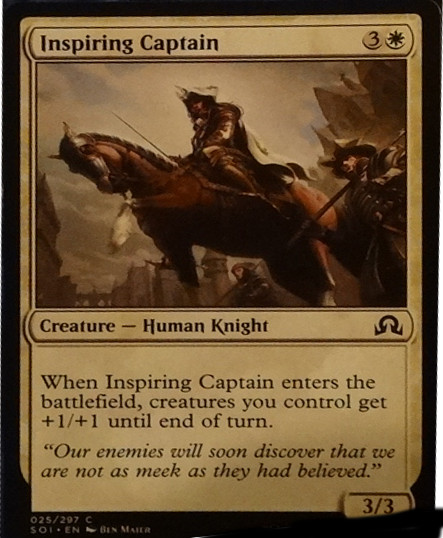 Inspiring Captain 3
Creature — Human Knight
When Inspiring Captain enters the
battlefield, creatures you control get
+1/+1 until end of turn.
“Our enemies will soon discover that we
are not as meek as they had believed.”
3/3
025/297 C
SOI • EN Ben Maier